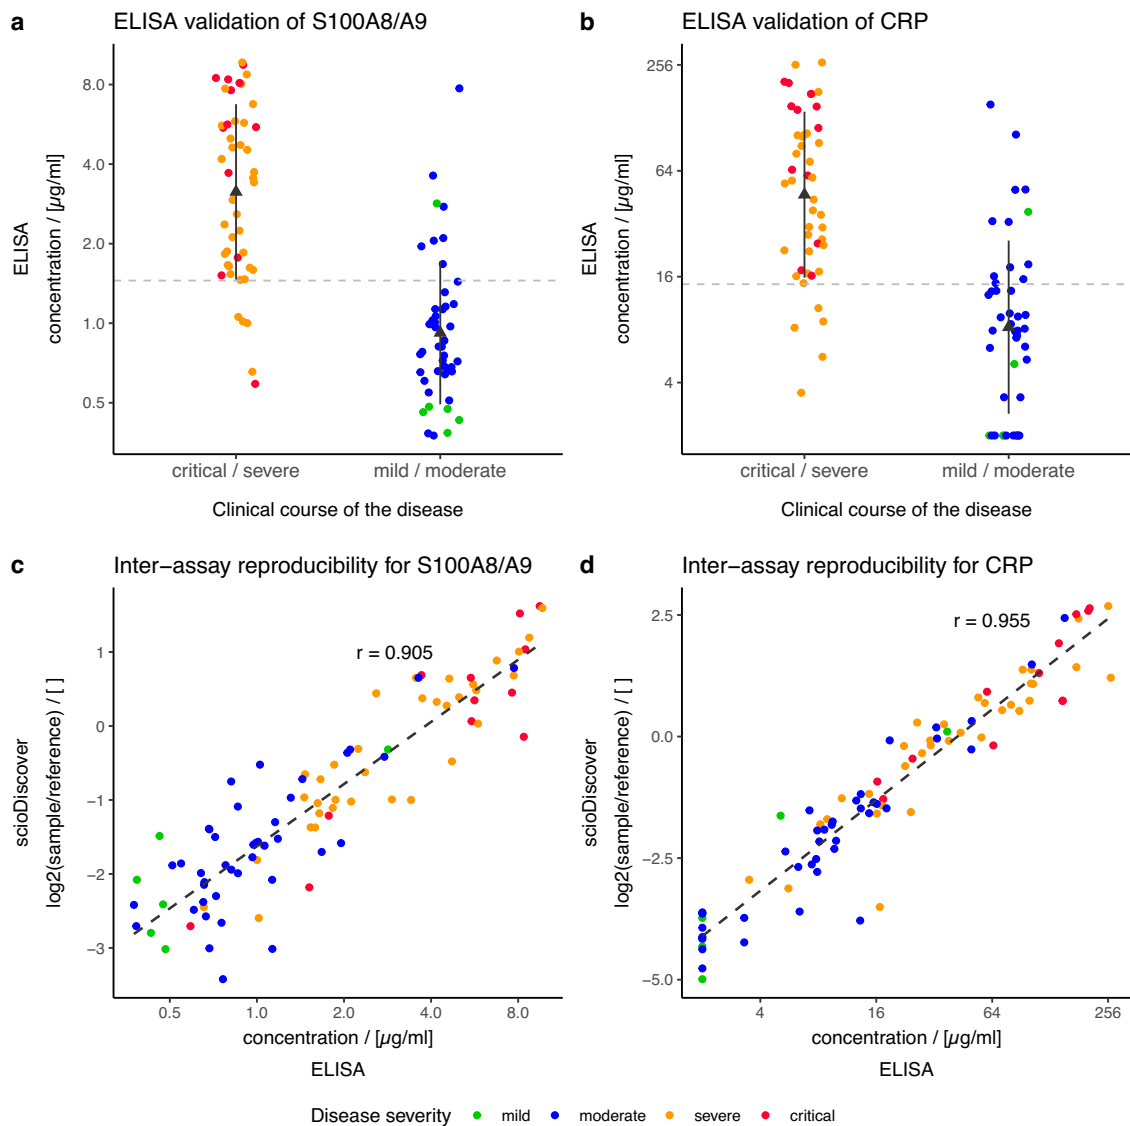 a
ELISA validation of S100A8/A9
ELISA
concentration / [µg/ml]
8.0
4.0
2.0
1.0
0.5
critical / severe
mild / moderate
Clinical course of the disease
b
ELISA validation of CRP
ELISA
concentration / [µg/ml]
256
64
16
4
critical / severe
mild / moderate
Clinical course of the disease
c
Inter−assay reproducibility for S100A8/A9
scioDiscover
log2(sample/reference) / [ ]
r = 0.905
1
0
−1
−2
−3
0.5
1.0
2.0
4.0
8.0
concentration / [µg/ml]
ELISA
d
Inter−assay reproducibility for CRP
scioDiscover
log2(sample/reference) / [ ]
r = 0.955
2.5
0.0
−2.5
−5.0
4
16
64
256
concentration / [µg/ml]
ELISA
Disease severity
mild
moderate
severe
critical